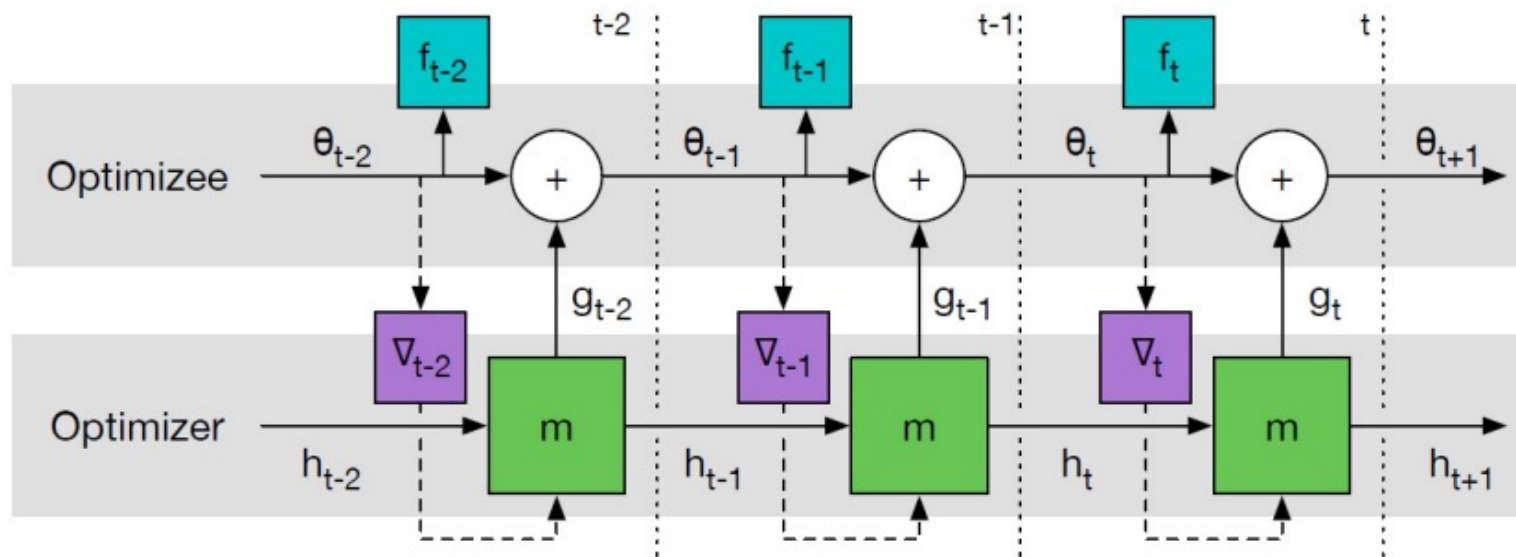 t-2 t-1 t
f_{t-2} f_{t-1} f_t
θ_{t-2} θ_{t-1} θ_t θ_{t+1}
Optimizee + + +
g_{t-2} g_{t-1} g_t
∇_{t-2} ∇_{t-1} ∇_t
Optimizer m m m
h_{t-2} h_{t-1} h_t h_{t+1}